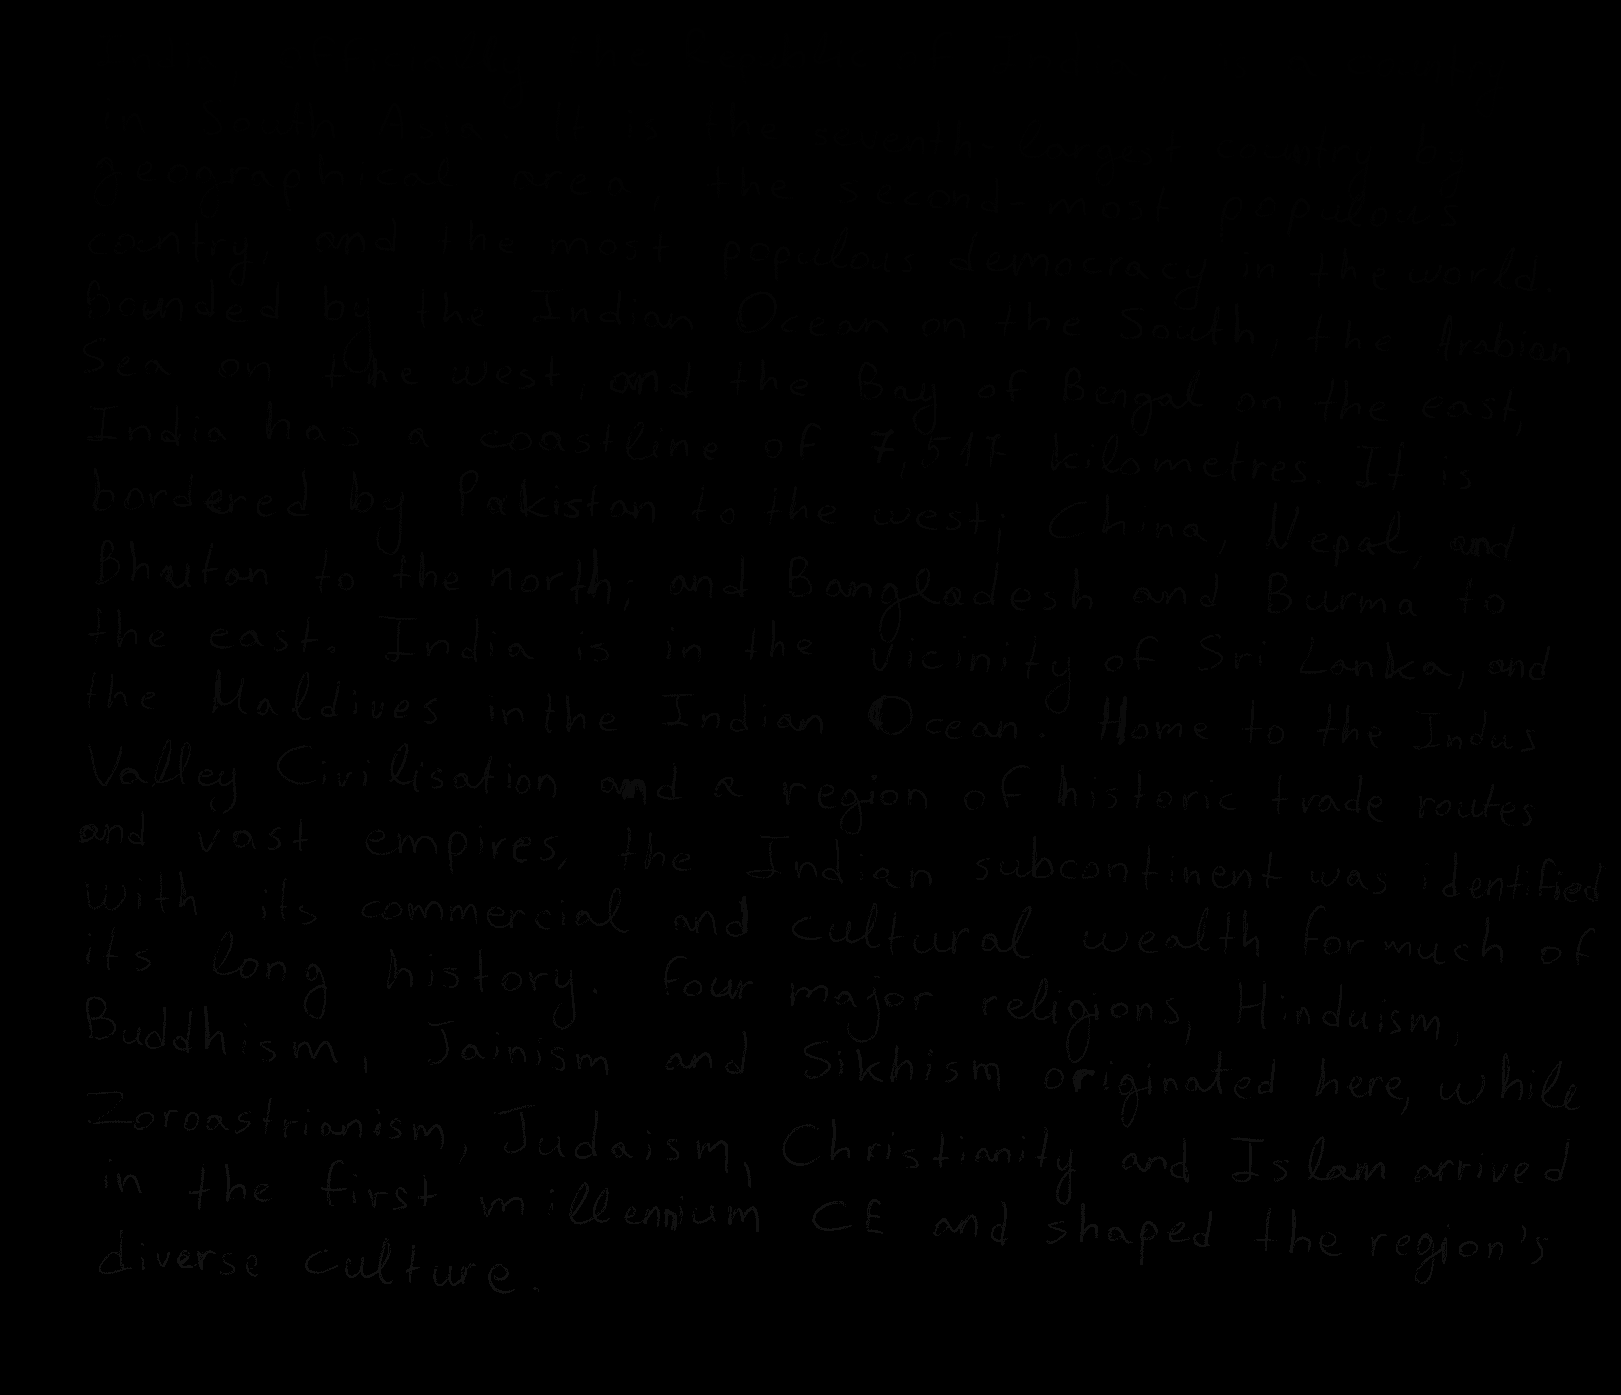 in South Asia. It is the seventh-largest country by
geographical area, the second-most populous
country, and the most populous democracy in the world.
Bounded by the Indian Ocean on the South, the Arabian
Sea on the west, and the Bay of Bengal on the east,
India has a coastline of 7,517 kilometres. It is
bordered by Pakistan to the west; China, Nepal, and
Bhutan to the north; and Bangladesh and Burma to
the east. India is in the vicinity of Sri Lanka, and
the Maldives in the Indian Ocean. Home to the Indus
Valley Civilisation and a region of historic trade routes
and vast empires, the Indian subcontinent was identified
with its commercial and cultural wealth for much of
its long history. Four major religions, Hinduism,
Buddhism, Jainism and Sikhism originated here, while
Zoroastrianism, Judaism, Christianity and Islam arrived
in the first millennium CE and shaped the region's
diverse culture.